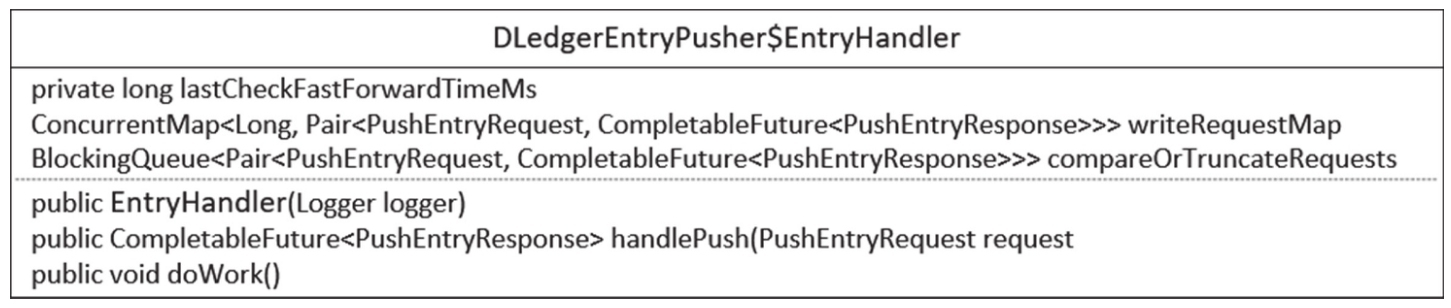 DLedgerEntryPusher$EntryHandler
private long lastCheckFastForwardTimeMs
ConcurrentMap<Long, Pair<PushEntryRequest, CompletableFuture<PushEntryResponse>>> writeRequestMap
BlockingQueue<Pair<PushEntryRequest, CompletableFuture<PushEntryResponse>>> compareOrTruncateRequests
public EntryHandler(Logger logger)
public CompletableFuture<PushEntryResponse> handlePush(PushEntryRequest request
public void doWork()